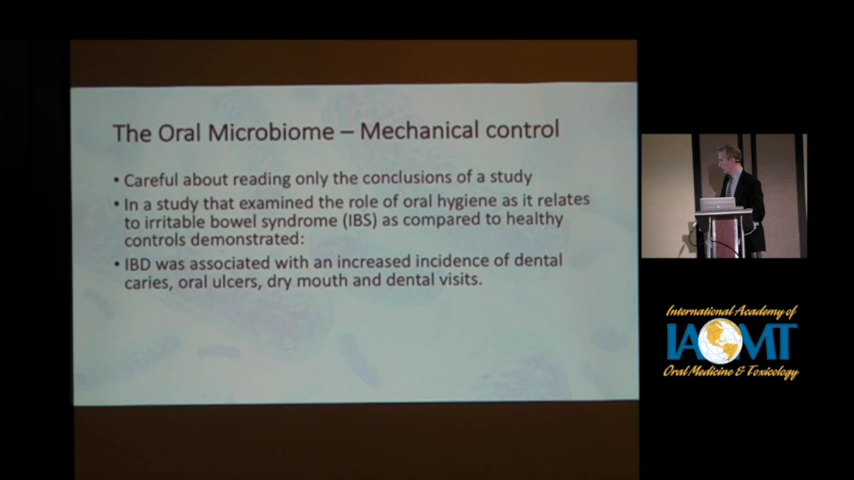 The Oral Microbiome – Mechanical control
• Careful about reading only the conclusions of a study
• In a study that examined the role of oral hygiene as it relates
to irritable bowel syndrome (IBS) as compared to healthy
controls demonstrated:
• IBD was associated with an increased incidence of dental
caries, oral ulcers, dry mouth and dental visits.
International Academy of
IAOMT
Oral Medicine & Toxicology